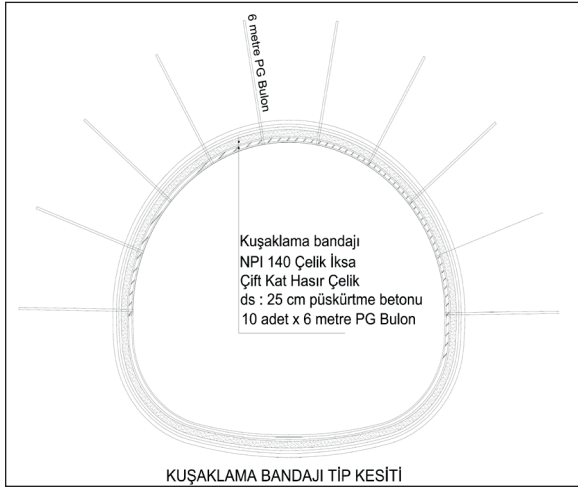 6 metre PG Bulon
Kuşaklama bandajı
NPI 140 Çelik İksa
Çift Kat Hasır Çelik
ds : 25 cm püskürtme betonu
10 adet x 6 metre PG Bulon
KUŞAKLAMA BANDAJI TİP KESİTİ